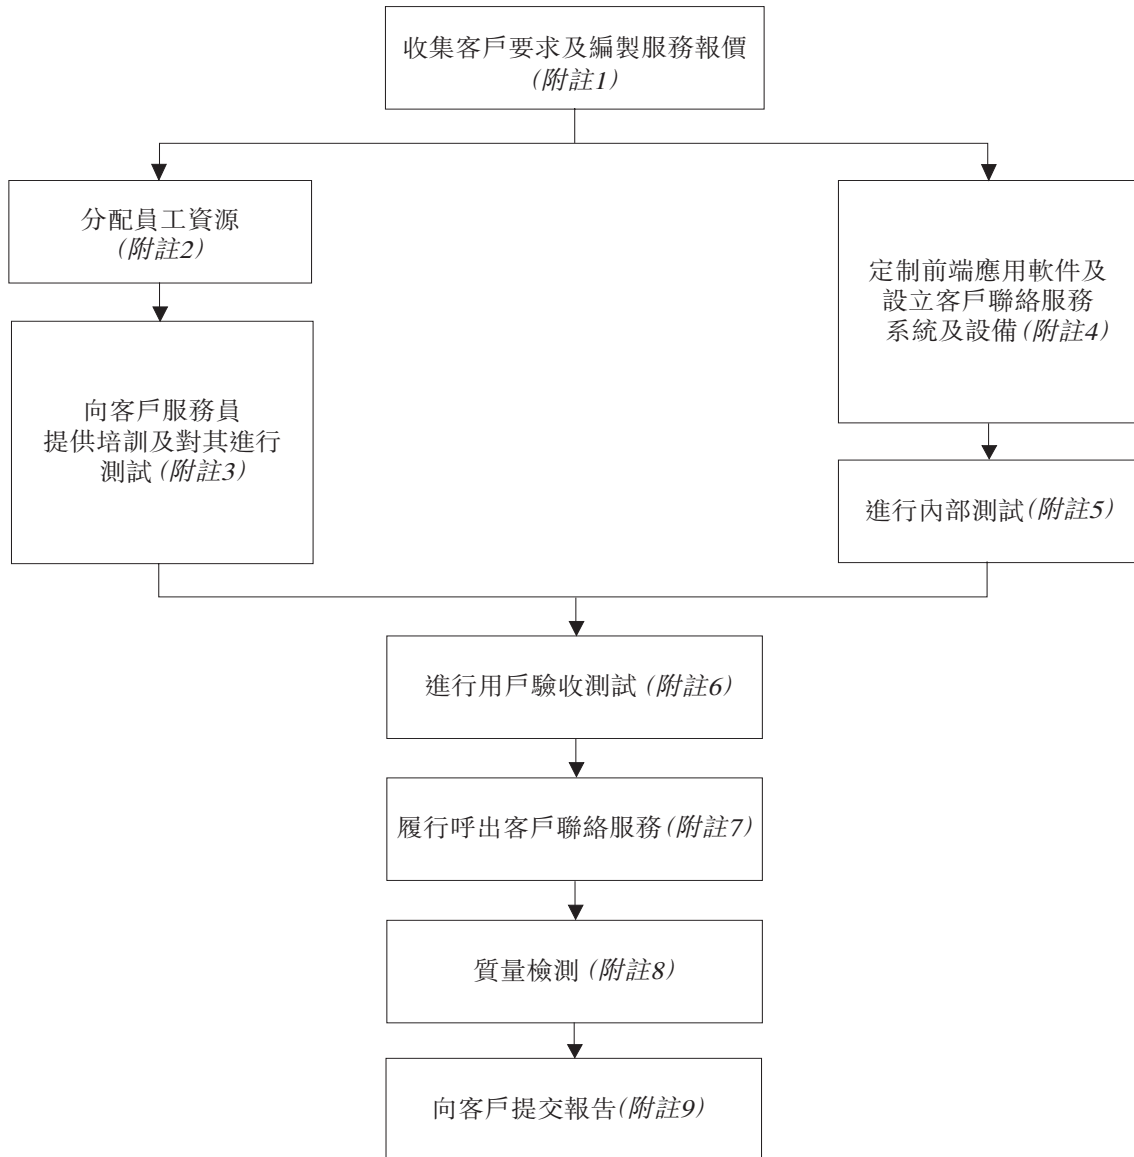 收集客戶要求及編製服務報價
(附註1)
分配員工資源
(附註2)
定制前端應用軟件及
設立客戶聯絡服務
系統及設備(附註4)
向客戶服務員
提供培訓及對其進行
測試(附註3)
進行內部測試(附註5)
進行用戶驗收測試 (附註6)
履行呼出客戶聯絡服務(附註7)
質量檢測 (附註8)
向客戶提交報告(附註9)